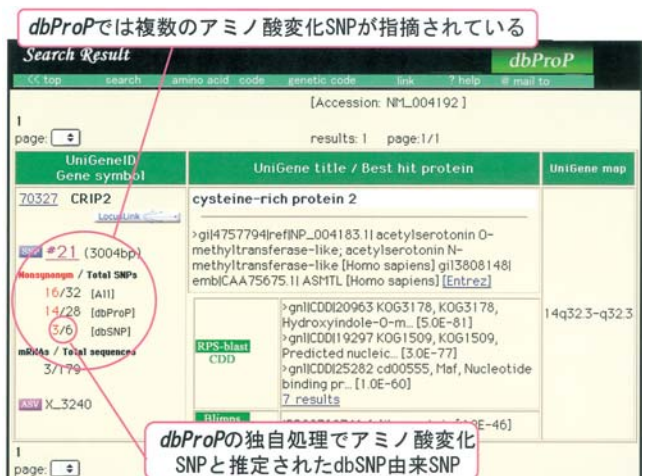 dbProPでは複数のアミノ酸変化SNPが指摘されている
Search Result
dbProP
<< top search amino acid code genetic code link ? help @ mail to
[Accession: NM_004192 ]
1
page: results: 1 page:1/1
UniGeneID
Gene symbol
UniGene title / Best hit protein
UniGene map
70327 CRIP2
LocusLink
cysteine-rich protein 2
SNP #21 (3004bp)
Nonsynonym / Total SNPs
16/32 [All]
14/28 [dbProP]
3/6 [dbSNP]
mRNAs / Total sequences
3/179
ASV X_3240
>gi|4757794|ref|NP_004183.1| acetylserotonin O-
methyltransferase-like; acetylserotonin N-
methyltransferase-like [Homo sapiens] gi|3808148|
emb|CAA75675.1| ASMTL [Homo sapiens] [Entrez]
RPS-blast
CDD
>gnl|CDD|20963 KOG3178, KOG3178,
Hydroxyindole-O-m... [5.0E-81]
>gnl|CDD|19297 KOG1509, KOG1509,
Predicted nucleic... [3.0E-77]
>gnl|CDD|25282 cd00555, Maf, Nucleotide
binding pr... [1.0E-60]
7 results
14q32.3-q32.3
Blimps
E-46]
dbProPの独自処理でアミノ酸変化
SNPと推定されたdbSNP由来SNP
1
page: